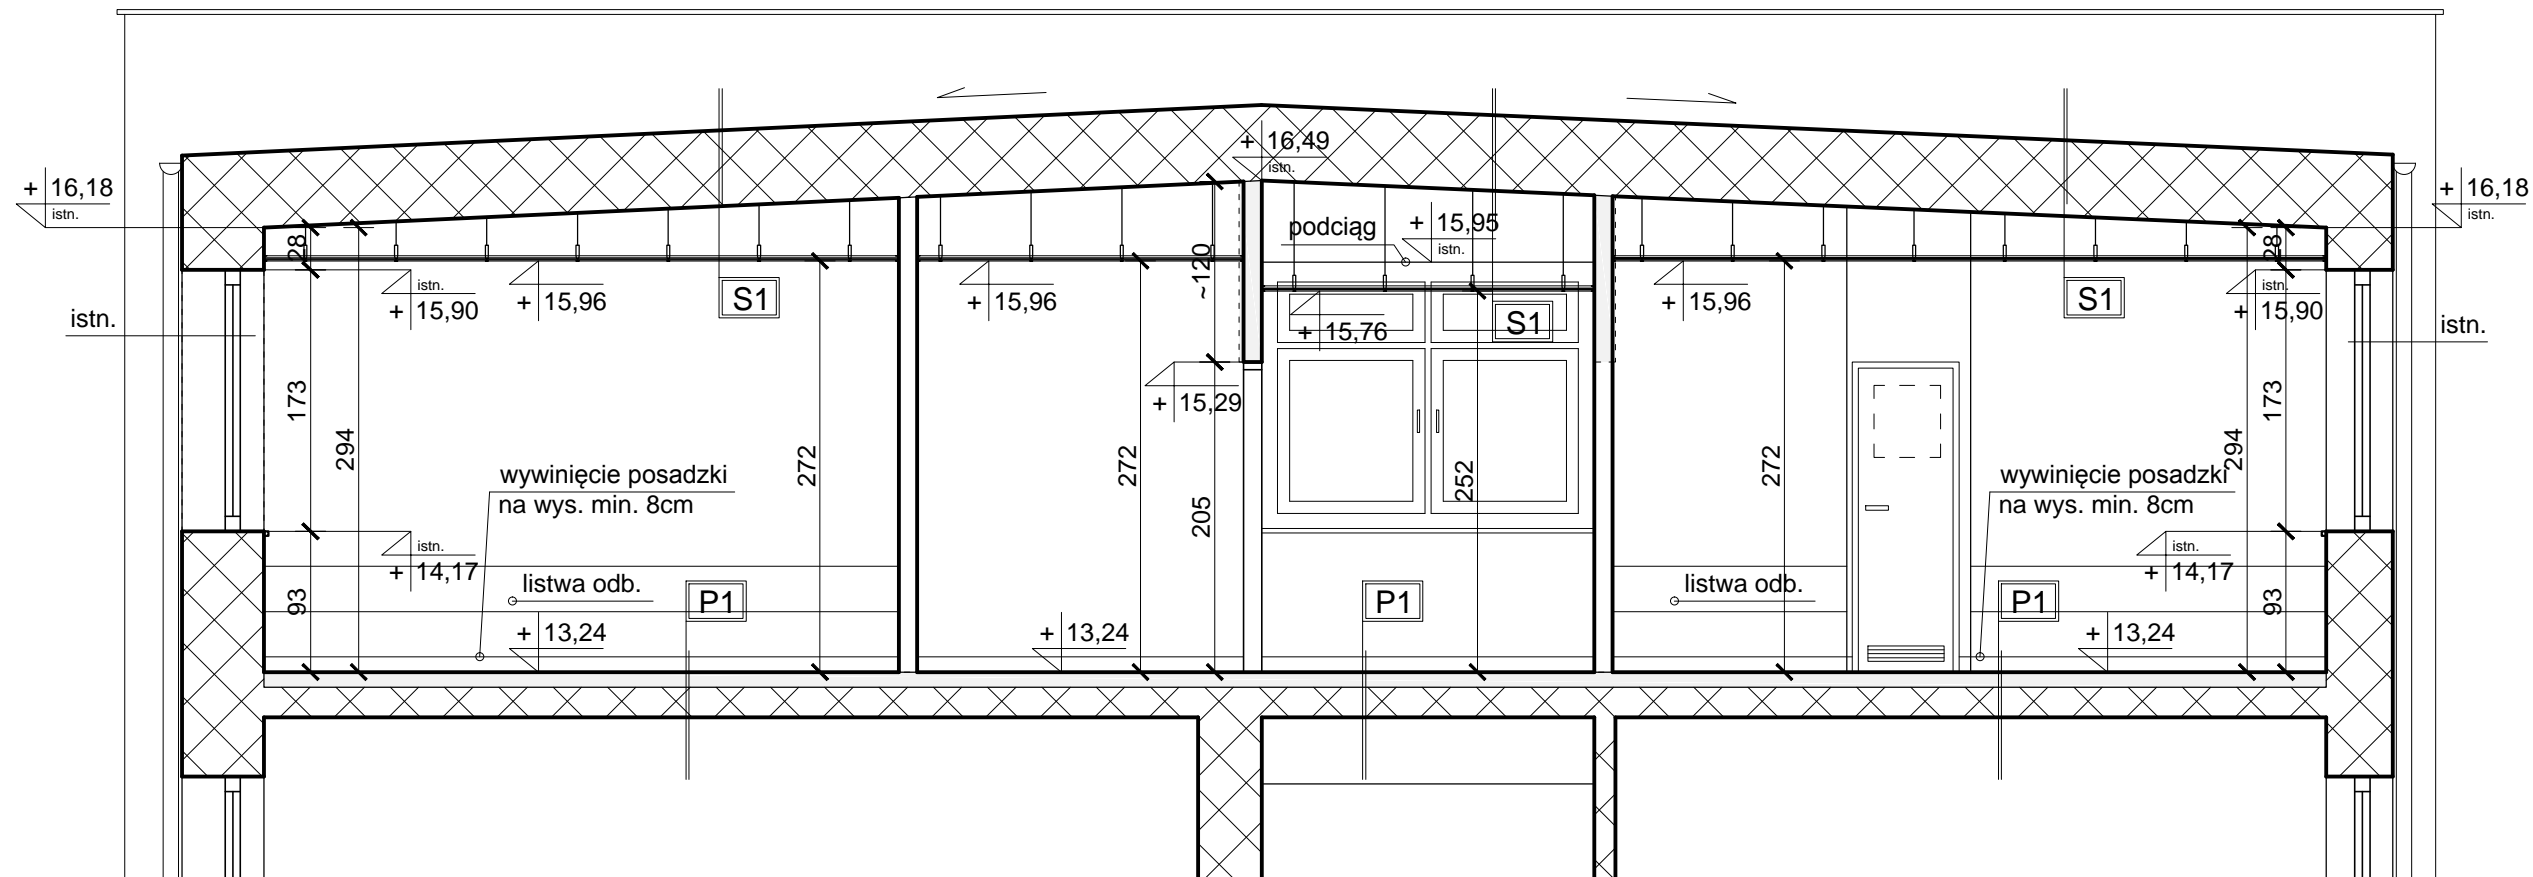 + 16,49
istn.
+ 16,18
istn.
+ 16,18
istn.
podciąg
+ 15,95
istn.
28
~120
28
istn.
+ 15,90
+ 15,96
S1
+ 15,96
+ 15,76
S1
+ 15,96
S1
istn.
+ 15,90
istn.
istn.
173
294
+ 15,29
173
294
272
272
252
272
205
wywinięcie posadzki
na wys. min. 8cm
wywinięcie posadzki
na wys. min. 8cm
istn.
+ 14,17
istn.
+ 14,17
93
listwa odb.
P1
P1
listwa odb.
P1
93
+ 13,24
+ 13,24
+ 13,24